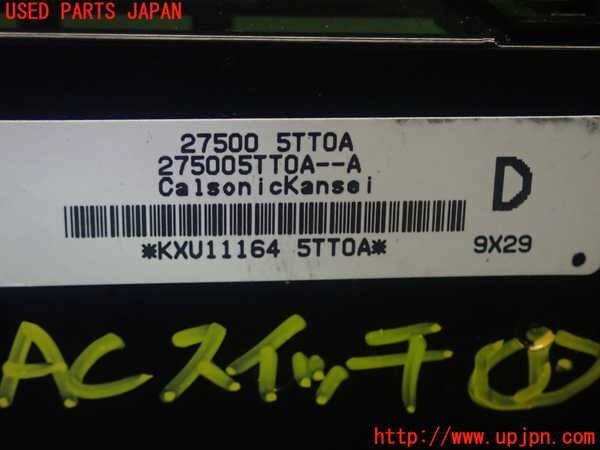 USED PARTS JAPAN
27500 5TT0A
275005TT0A--A
CalsonicKansei
D
*KXU11164 5TT0A*
9X29
ACスイッチ①
http://www.upjpn.com/